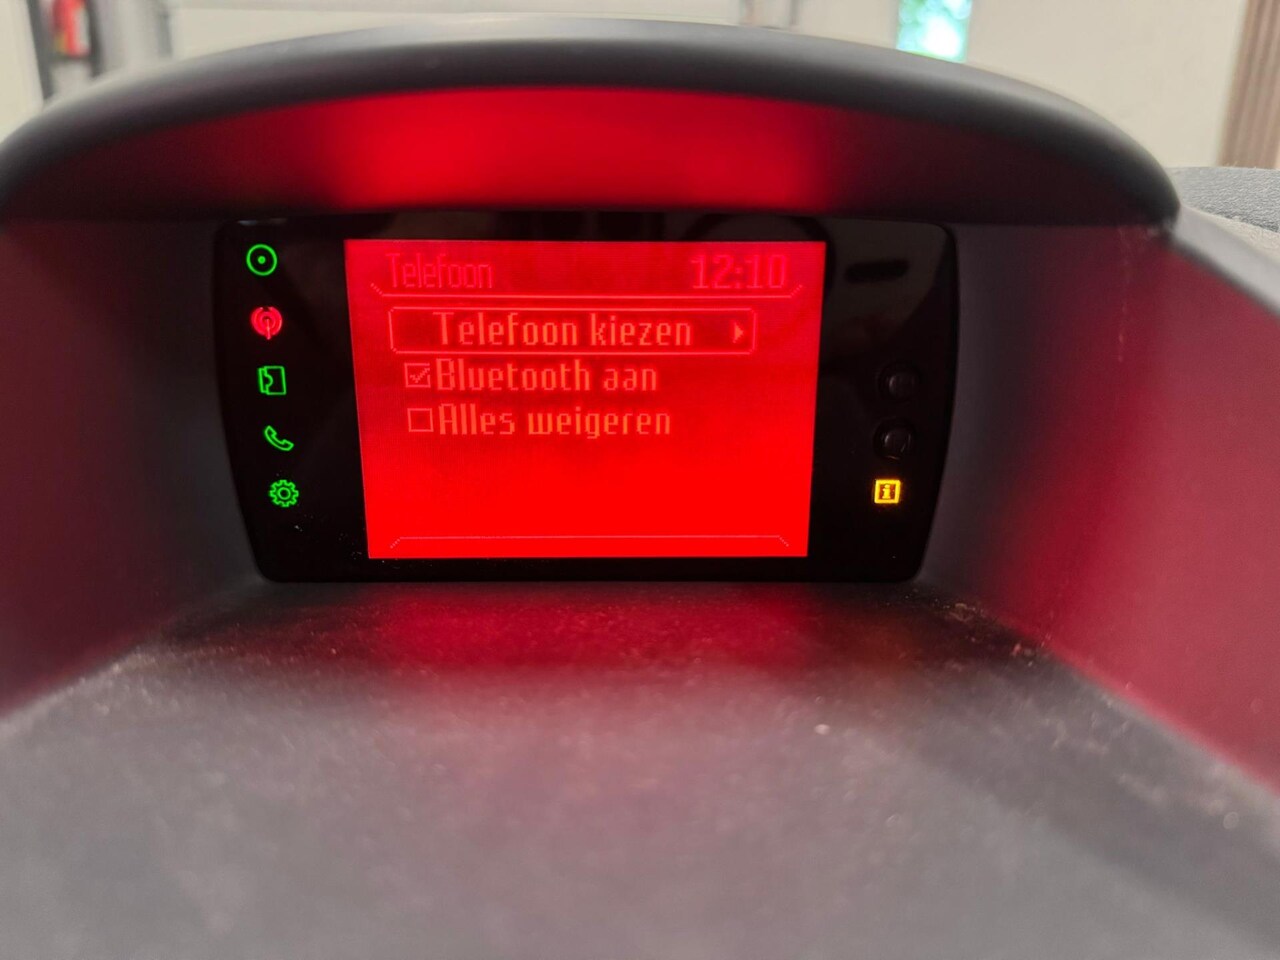 Telefoon 12:10
Telefoon kiezen
Bluetooth aan
Alles weigeren
i